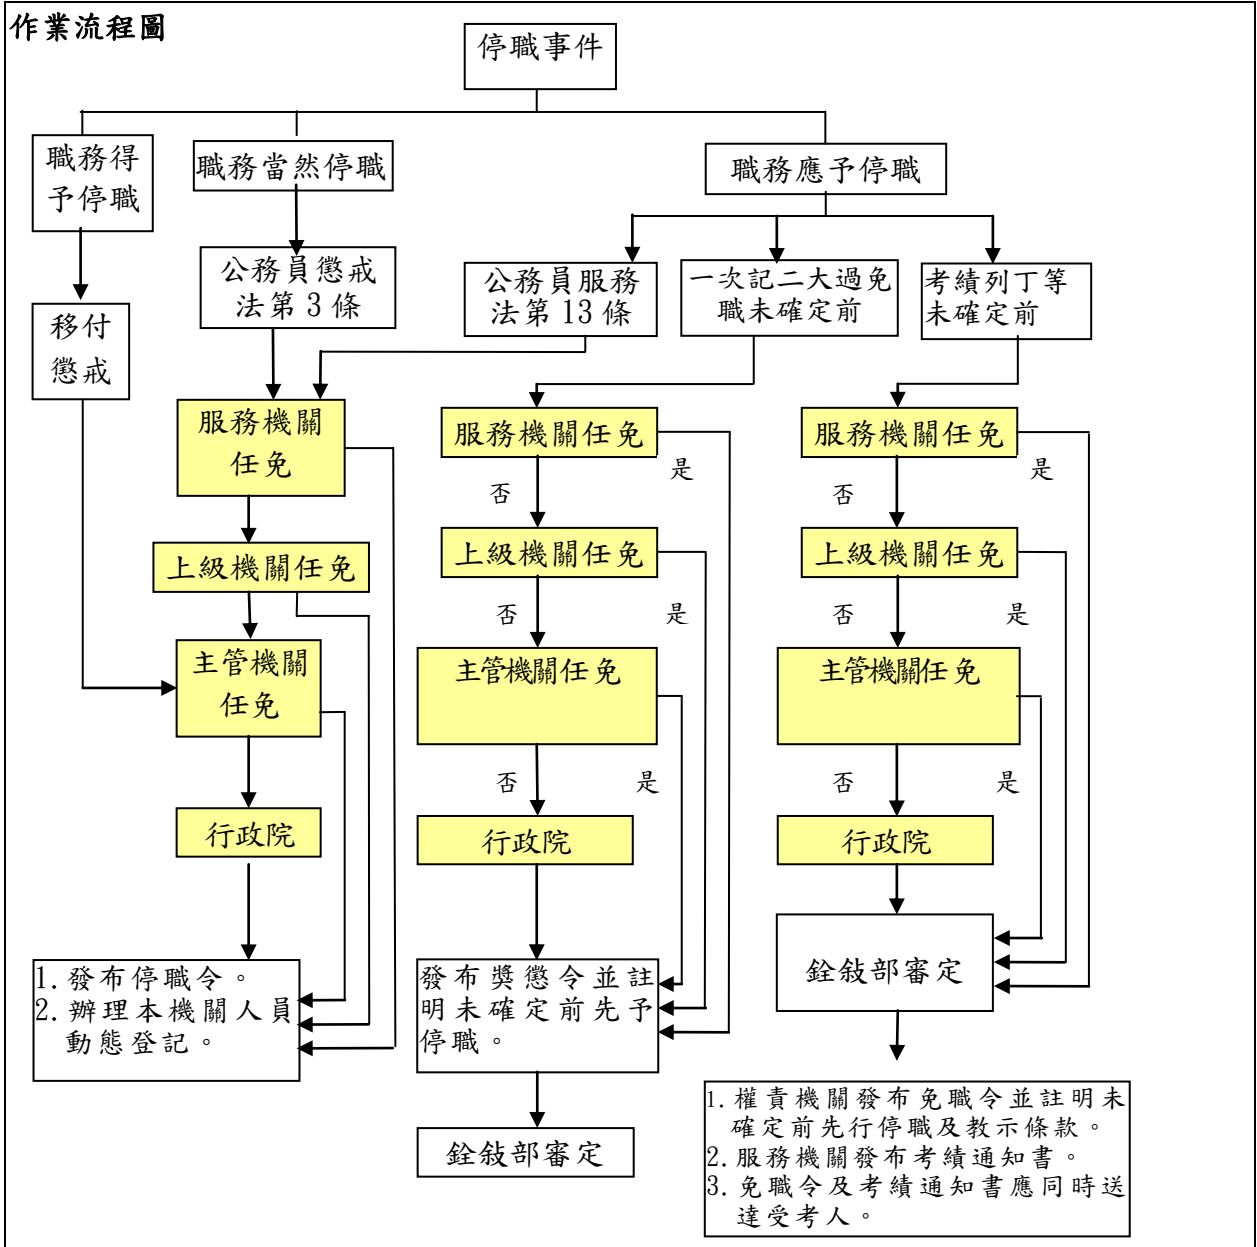 作業流程圖
停職事件
職務得
予停職
職務當然停職
職務應予停職
移付
懲戒
公務員懲戒
法第3條
公務員服務
法第13條
一次記二大過免
職未確定前
考績列丁等
未確定前
服務機關
任免
服務機關任免
是
否
服務機關任免
是
否
上級機關任免
上級機關任免
否
是
上級機關任免
否
是
主管機關
任免
主管機關任免
否
是
主管機關任免
否
是
行政院
行政院
行政院
1.發布停職令。
2.辦理本機關人員
動態登記。
發布獎懲令並註
明未確定前先予
停職。
銓敍部審定
銓敘部審定
1.權責機關發布免職令並註明未
確定前先行停職及教示條款。
2.服務機關發布考績通知書。
3.免職令及考績通知書應同時送
達受考人。